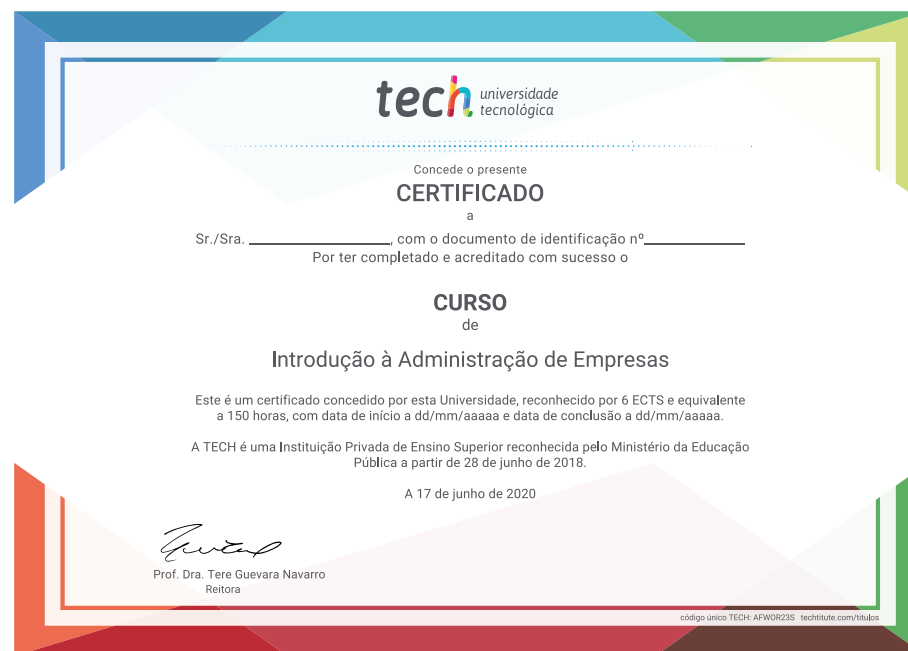 tech universidade
tecnológica
Concede o presente
CERTIFICADO
a
Sr./Sra. ____________________, com o documento de identificação nº______________
Por ter completado e acreditado com sucesso o
CURSO
de
Introdução à Administração de Empresas
Este é um certificado concedido por esta Universidade, reconhecido por 6 ECTS e equivalente
a 150 horas, com data de início a dd/mm/aaaaa e data de conclusão a dd/mm/aaaaa.
A TECH é uma Instituição Privada de Ensino Superior reconhecida pelo Ministério da Educação
Pública a partir de 28 de junho de 2018.
A 17 de junho de 2020
Prof. Dra. Tere Guevara Navarro
Reitora
código único TECH: AFWOR23S techtitute.com/titulos